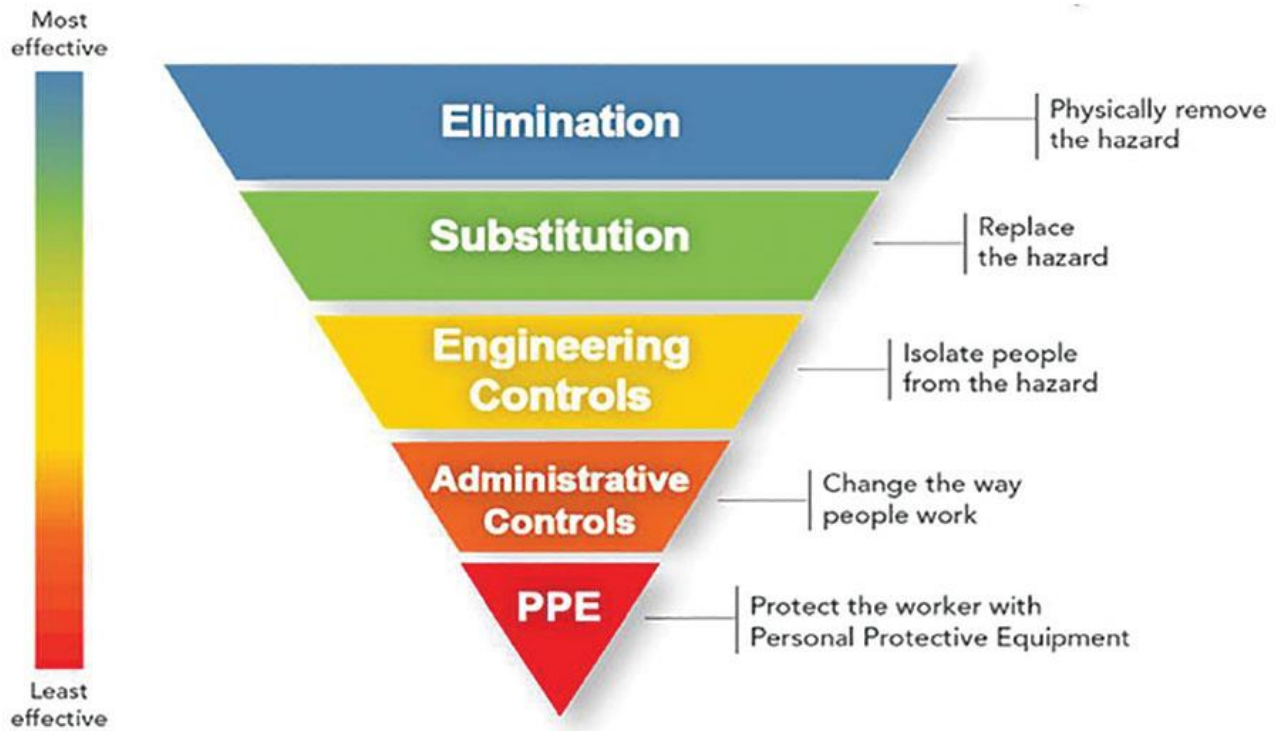 Most
effective
Elimination
Physically remove
the hazard
Substitution
Replace
the hazard
Engineering
Controls
Isolate people
from the hazard
Administrative
Controls
Change the way
people work
PPE
Protect the worker with
Personal Protective Equipment
Least
effective